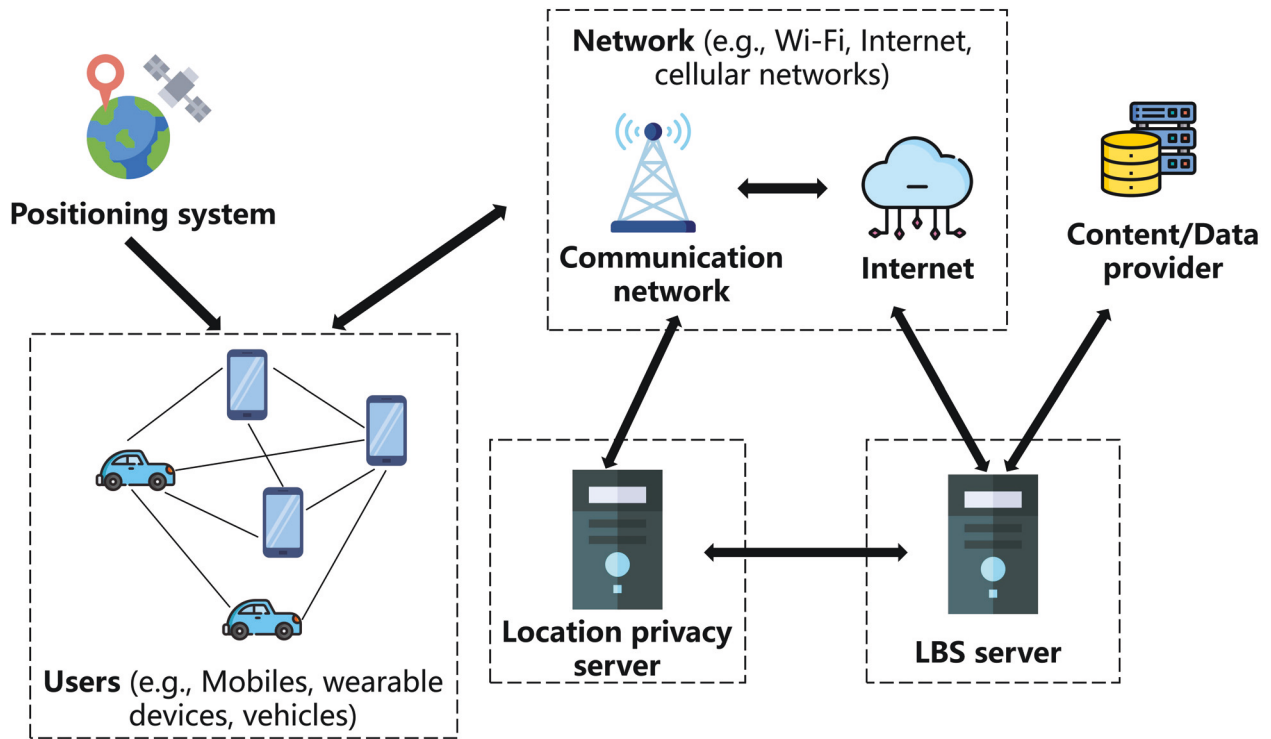 Network (e.g., Wi-Fi, Internet,
cellular networks)
Positioning system
Communication
network
Internet
Content/Data
provider
Users (e.g., Mobiles, wearable
devices, vehicles)
Location privacy
server
LBS server